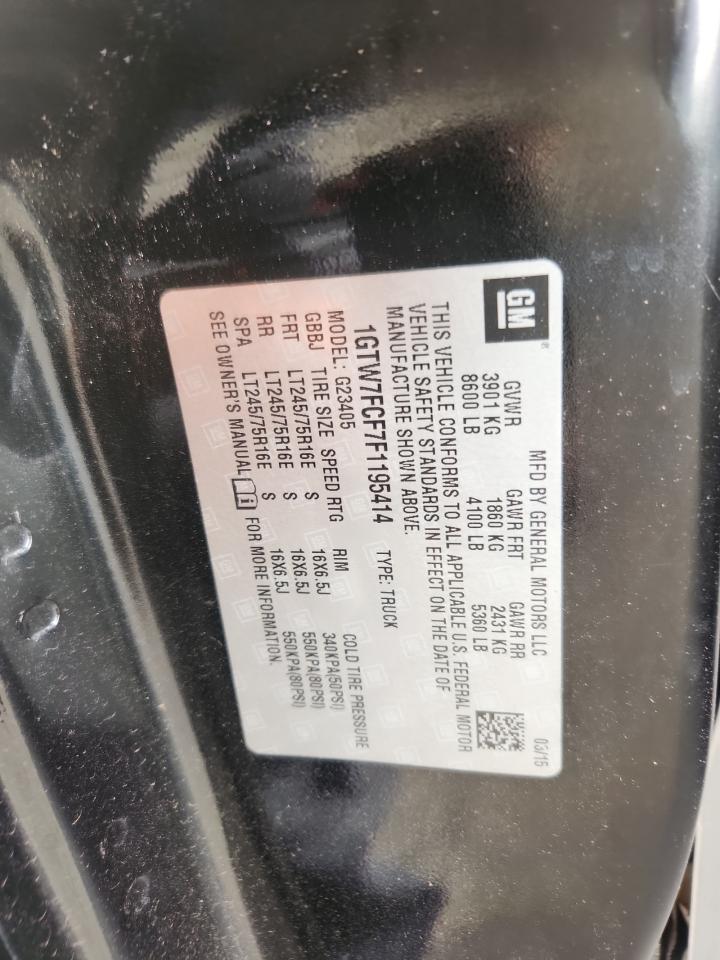 GM
MFD BY GENERAL MOTORS LLC 03/15
GVWR GAWR FRT GAWR RR
3901 KG 1860 KG 2431 KG
8600 LB 4100 LB 5360 LB
THIS VEHICLE CONFORMS TO ALL APPLICABLE U.S. FEDERAL MOTOR
VEHICLE SAFETY STANDARDS IN EFFECT ON THE DATE OF
MANUFACTURE SHOWN ABOVE.
1GTW7FCF7F1195414 TYPE: TRUCK
MODEL: G23405
GBBJ TIRE SIZE SPEED RTG RIM COLD TIRE PRESSURE
FRT LT245/75R16E S 16X6.5J 340KPA(50PSI)
RR LT245/75R16E S 16X6.5J 550KPA(80PSI)
SPA LT245/75R16E S 16X6.5J 550KPA(80PSI)
SEE OWNER'S MANUAL i FOR MORE INFORMATION.